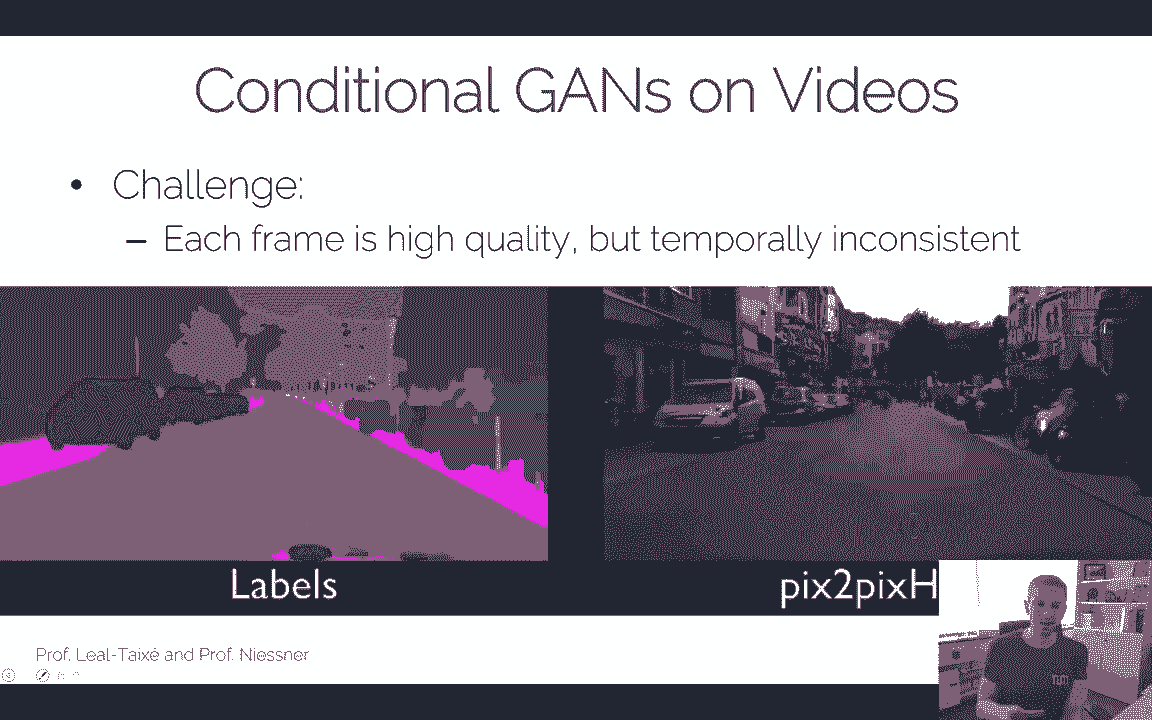 Conditional GANs on Videos
• Challenge:
– Each frame is high quality, but temporally inconsistent
Labels
pix2pixH
Prof. Leal-Taixé and Prof. Niessner
TUM